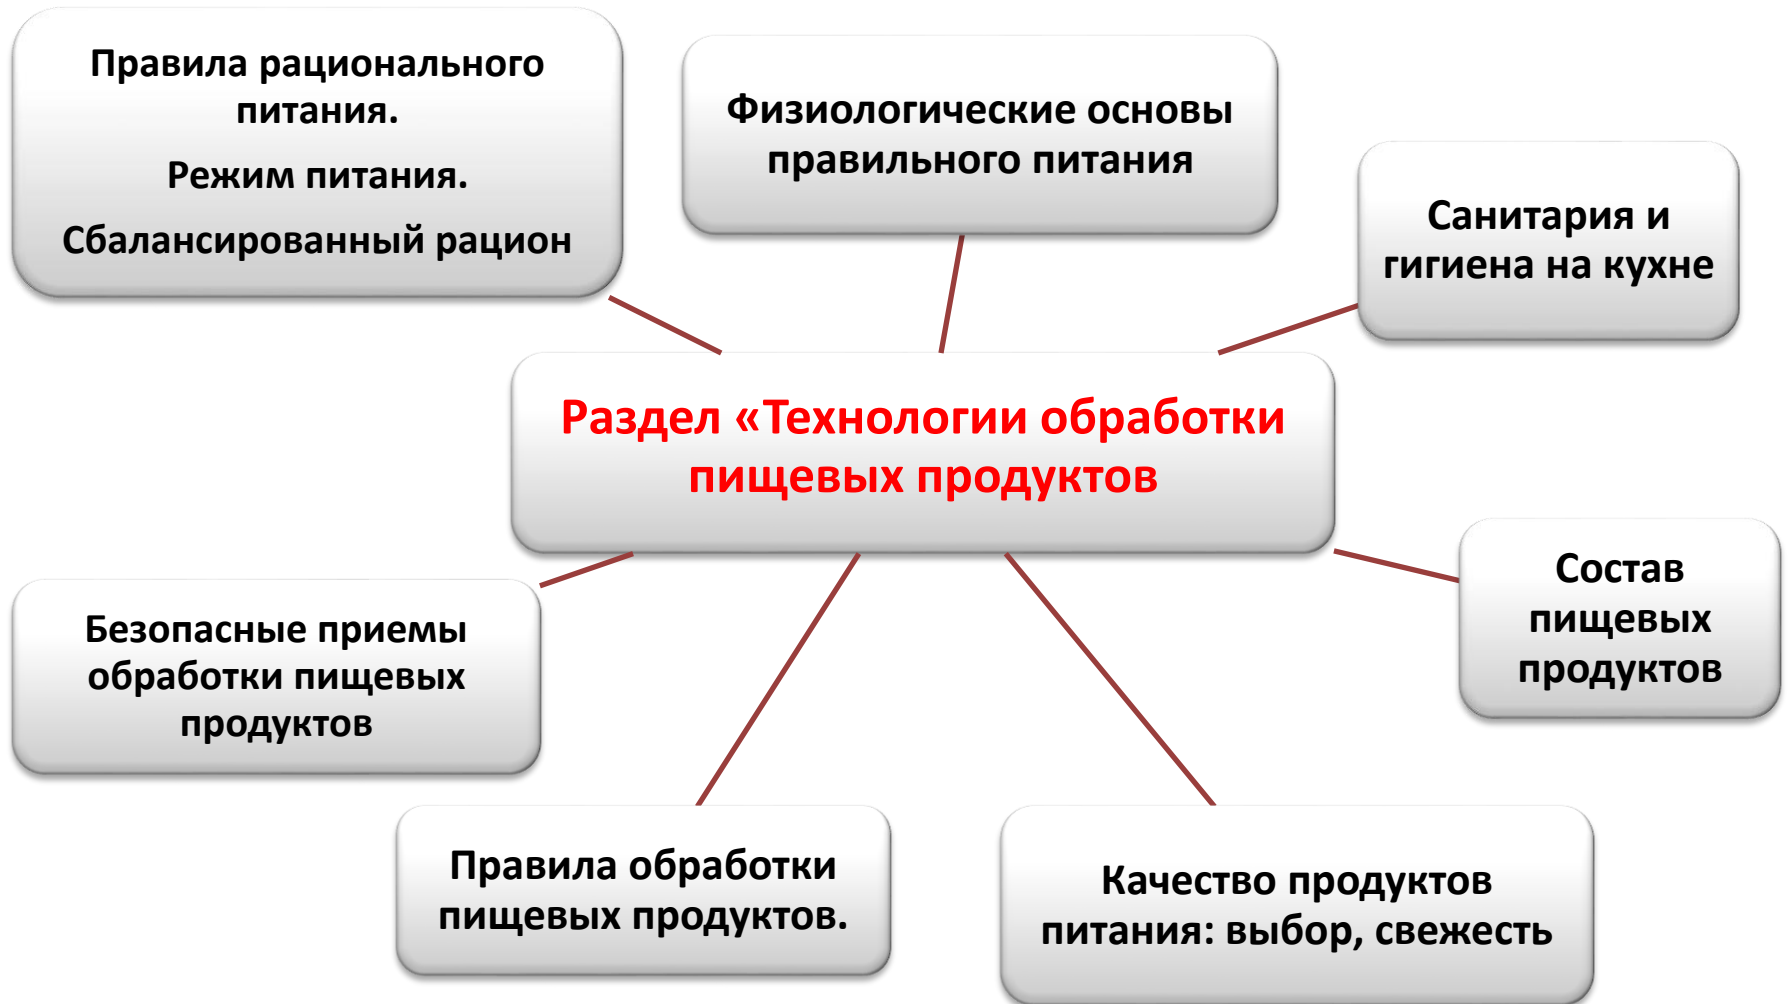 Правила рационального
питания.
Режим питания.
Сбалансированный рацион
Физиологические основы
правильного питания
Санитария и
гигиена на кухне
Раздел «Технологии обработки
пищевых продуктов
Состав
пищевых
продуктов
Безопасные приемы
обработки пищевых
продуктов
Правила обработки
пищевых продуктов.
Качество продуктов
питания: выбор, свежесть